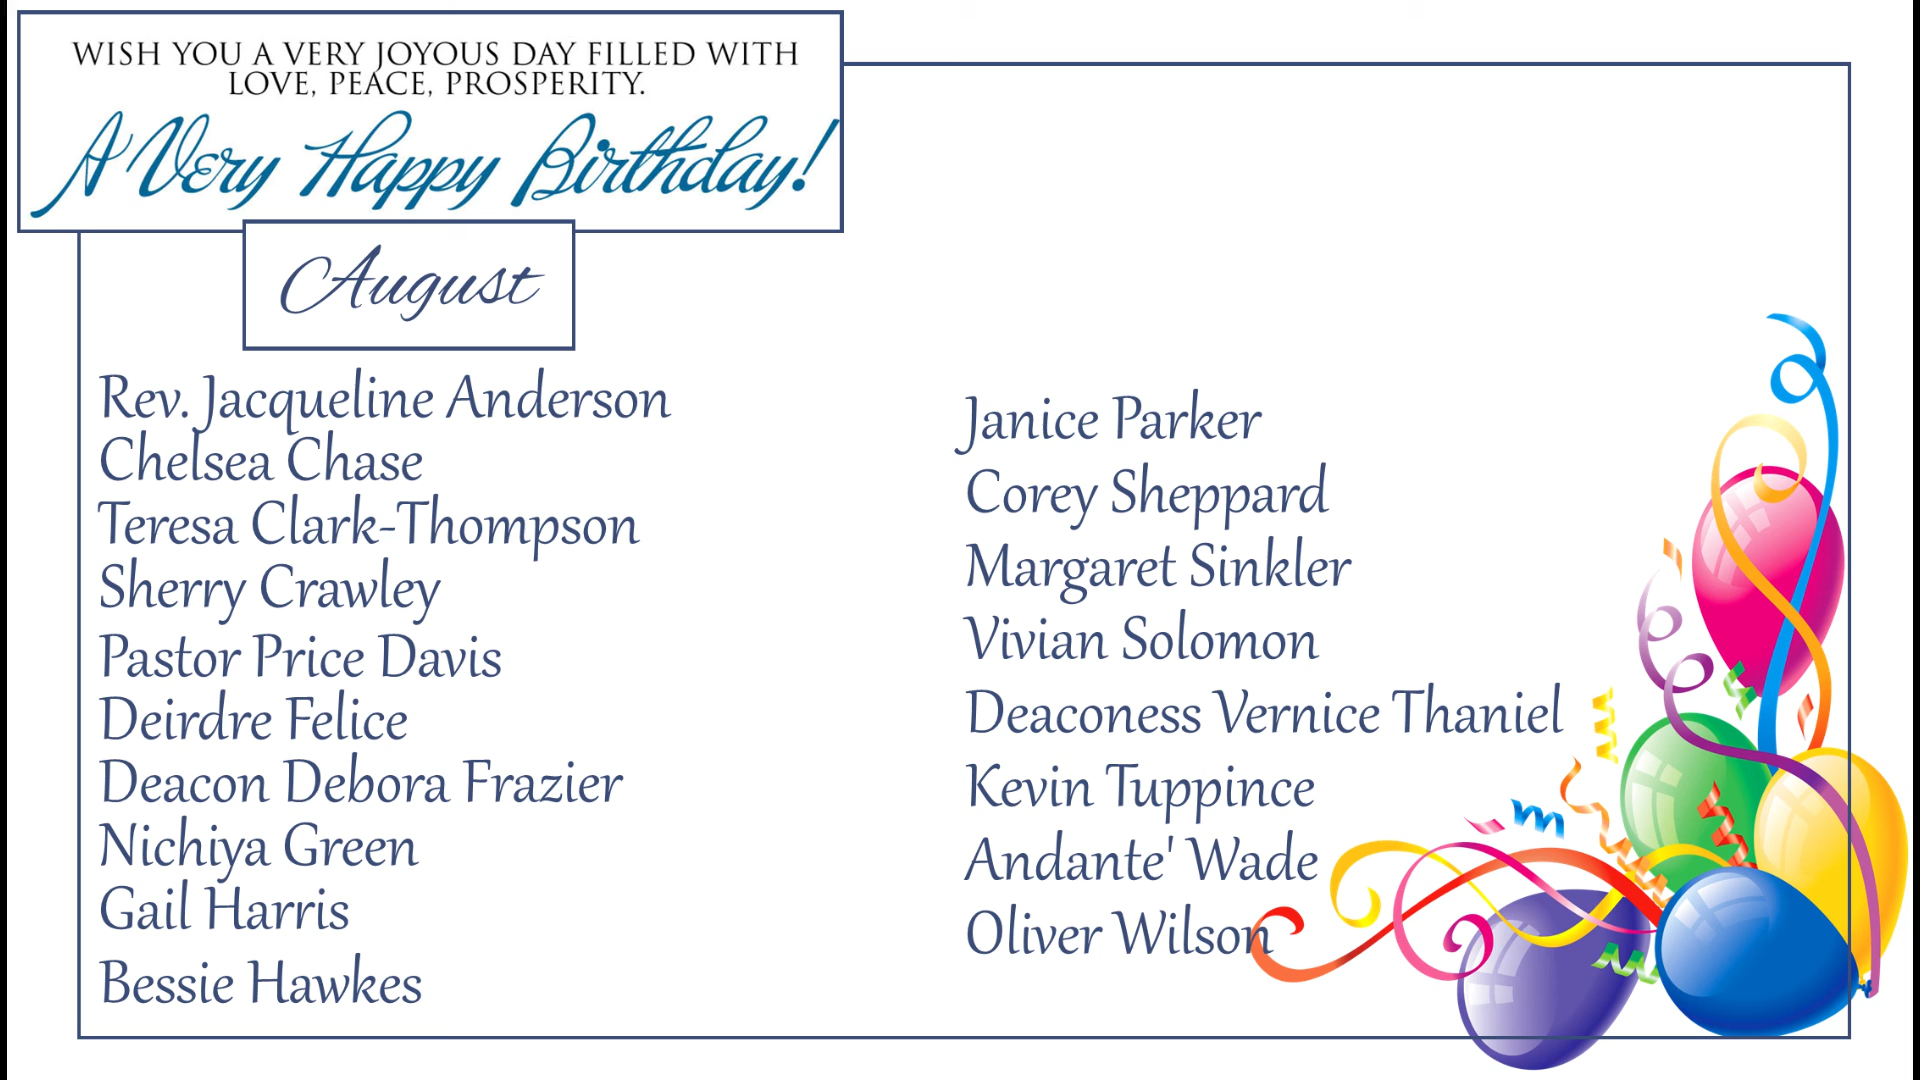 WISH YOU A VERY JOYOUS DAY FILLED WITH
LOVE, PEACE, PROSPERITY.
A Very Happy Birthday!
August
Rev. Jacqueline Anderson
Chelsea Chase
Teresa Clark-Thompson
Sherry Crawley
Pastor Price Davis
Deirdre Felice
Deacon Debora Frazier
Nichiya Green
Gail Harris
Bessie Hawkes
Janice Parker
Corey Sheppard
Margaret Sinkler
Vivian Solomon
Deaconess Vernice Thaniel
Kevin Tuppince
Andante' Wade
Oliver Wilson